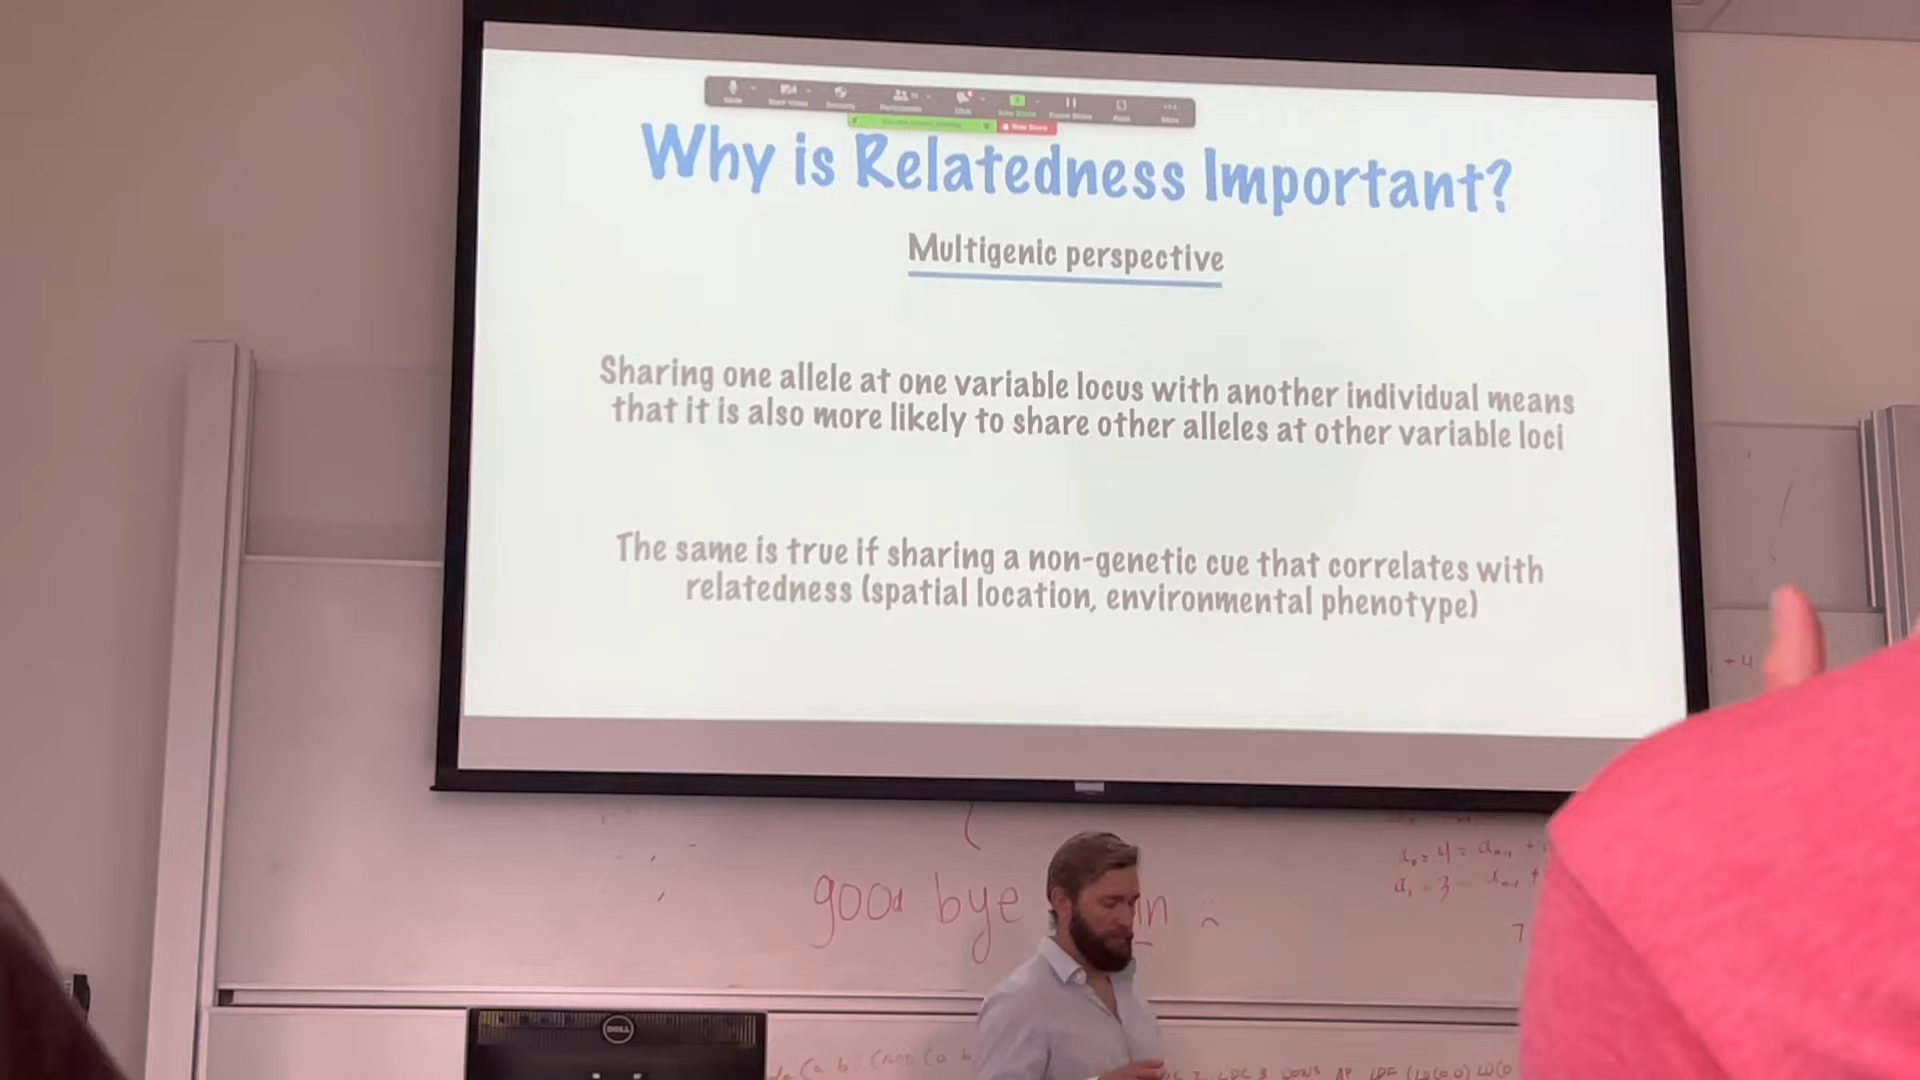 Why is Relatedness Important?
Multigenic perspective
Sharing one allele at one variable locus with another individual means
that it is also more likely to share other alleles at other variable loci
The same is true if sharing a non-genetic cue that correlates with
relatedness (spatial location, environmental phenotype)
good bye
DELL